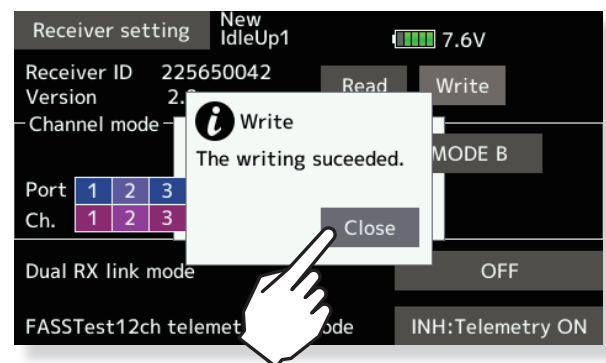 Receiver setting
New
IdleUp1
7.6V
Receiver ID 225650042
Read
Write
Version
Channel mode
Write
The writing suceeded.
MODE B
Port 1 2 3
Ch. 1 2 3
Close
Dual RX link mode
OFF
INH:Telemetry ON